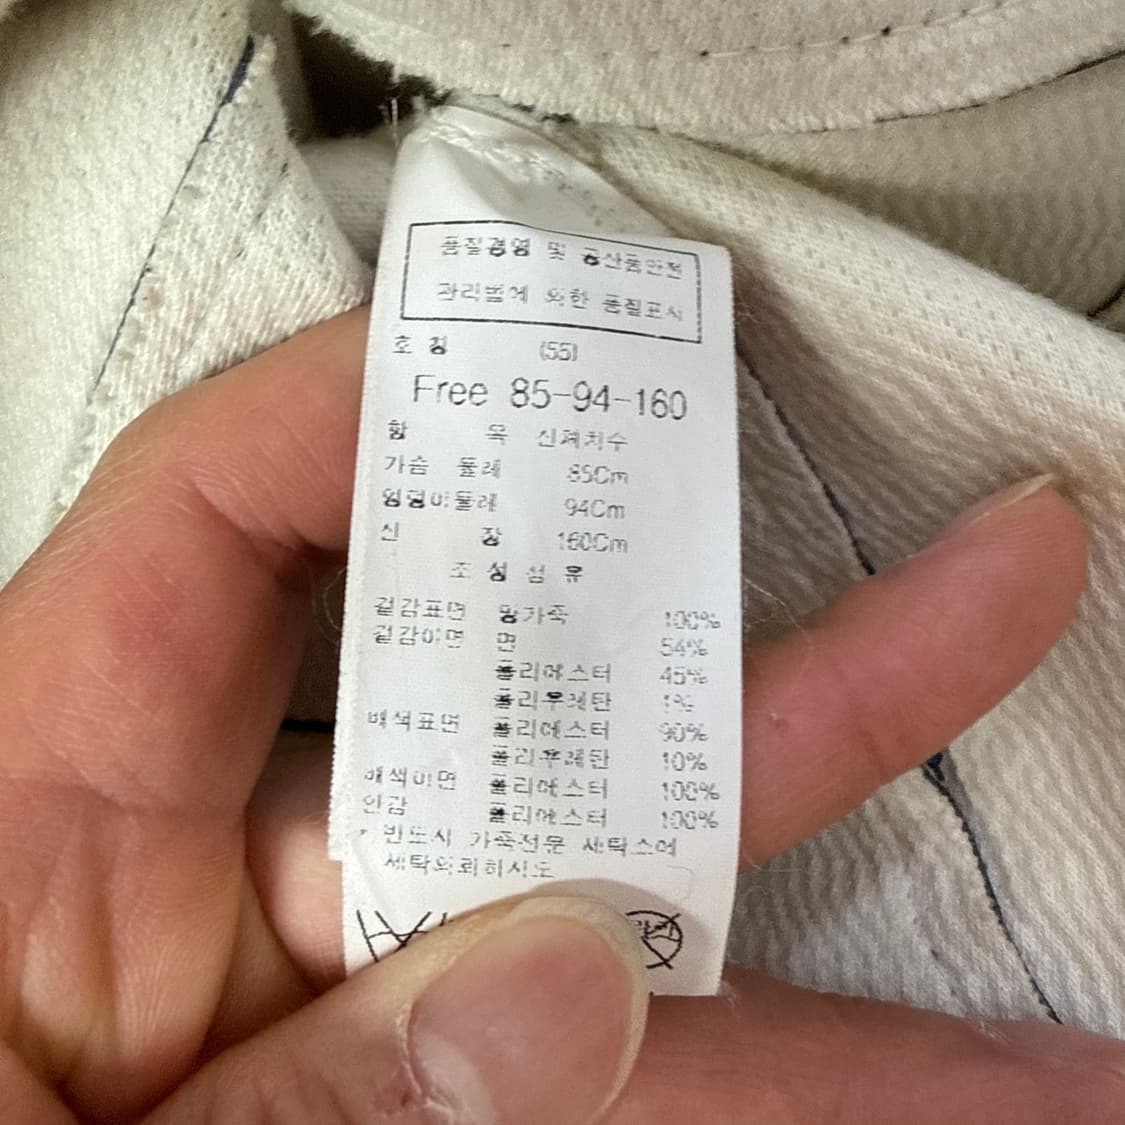 품질경영 및 공산품안전
관리법에 의한 품질표시
호 칭 (55)
Free 85-94-160
항 목 신체치수
가슴 둘레 85Cm
엉덩이둘레 94Cm
신 장 160Cm
조 성 섬 유
겉감표면 양가죽 100%
겉감이면 면 54%
폴리에스터 45%
폴리우레탄 1%
배색표면 폴리에스터 90%
폴리우레탄 10%
배색이면 폴리에스터 100%
안감 폴리에스터 100%
반드시 가죽전문 세탁소에
세탁의뢰하시오